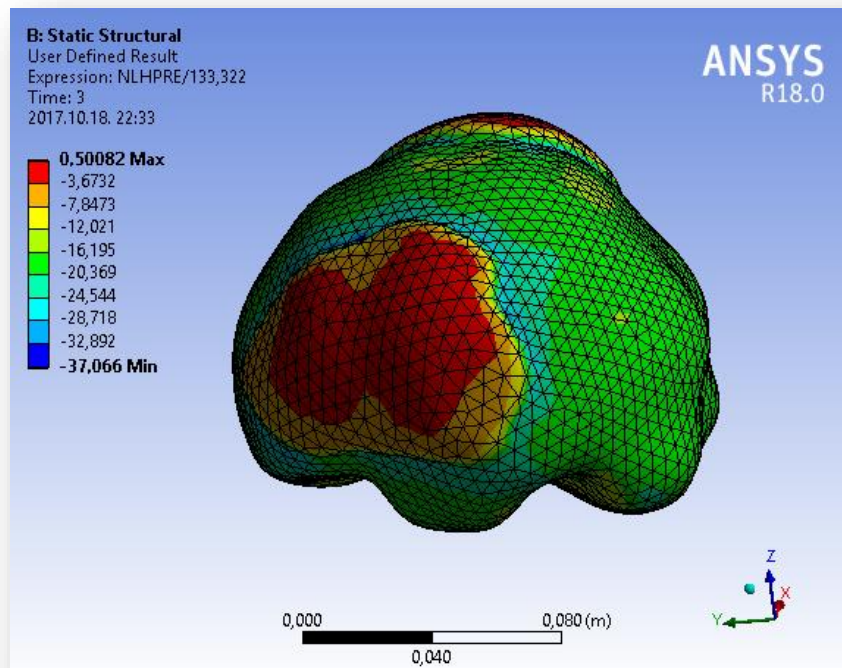 B: Static Structural
User Defined Result
Expression: NLHPRE/133,322
Time: 3
2017.10.18. 22:33
0,50082 Max
-3,6732
-7,8473
-12,021
-16,195
-20,369
-24,544
-28,718
-32,892
-37,066 Min
ANSYS
R18.0
0,000
0,080 (m)
0,040
Z
X
Y